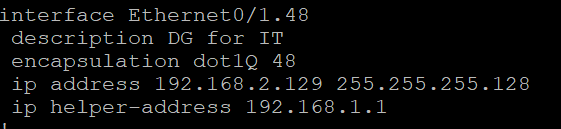 interface Ethernet0/1.48
description DG for IT
encapsulation dot1Q 48
ip address 192.168.2.129 255.255.255.128
ip helper-address 192.168.1.1